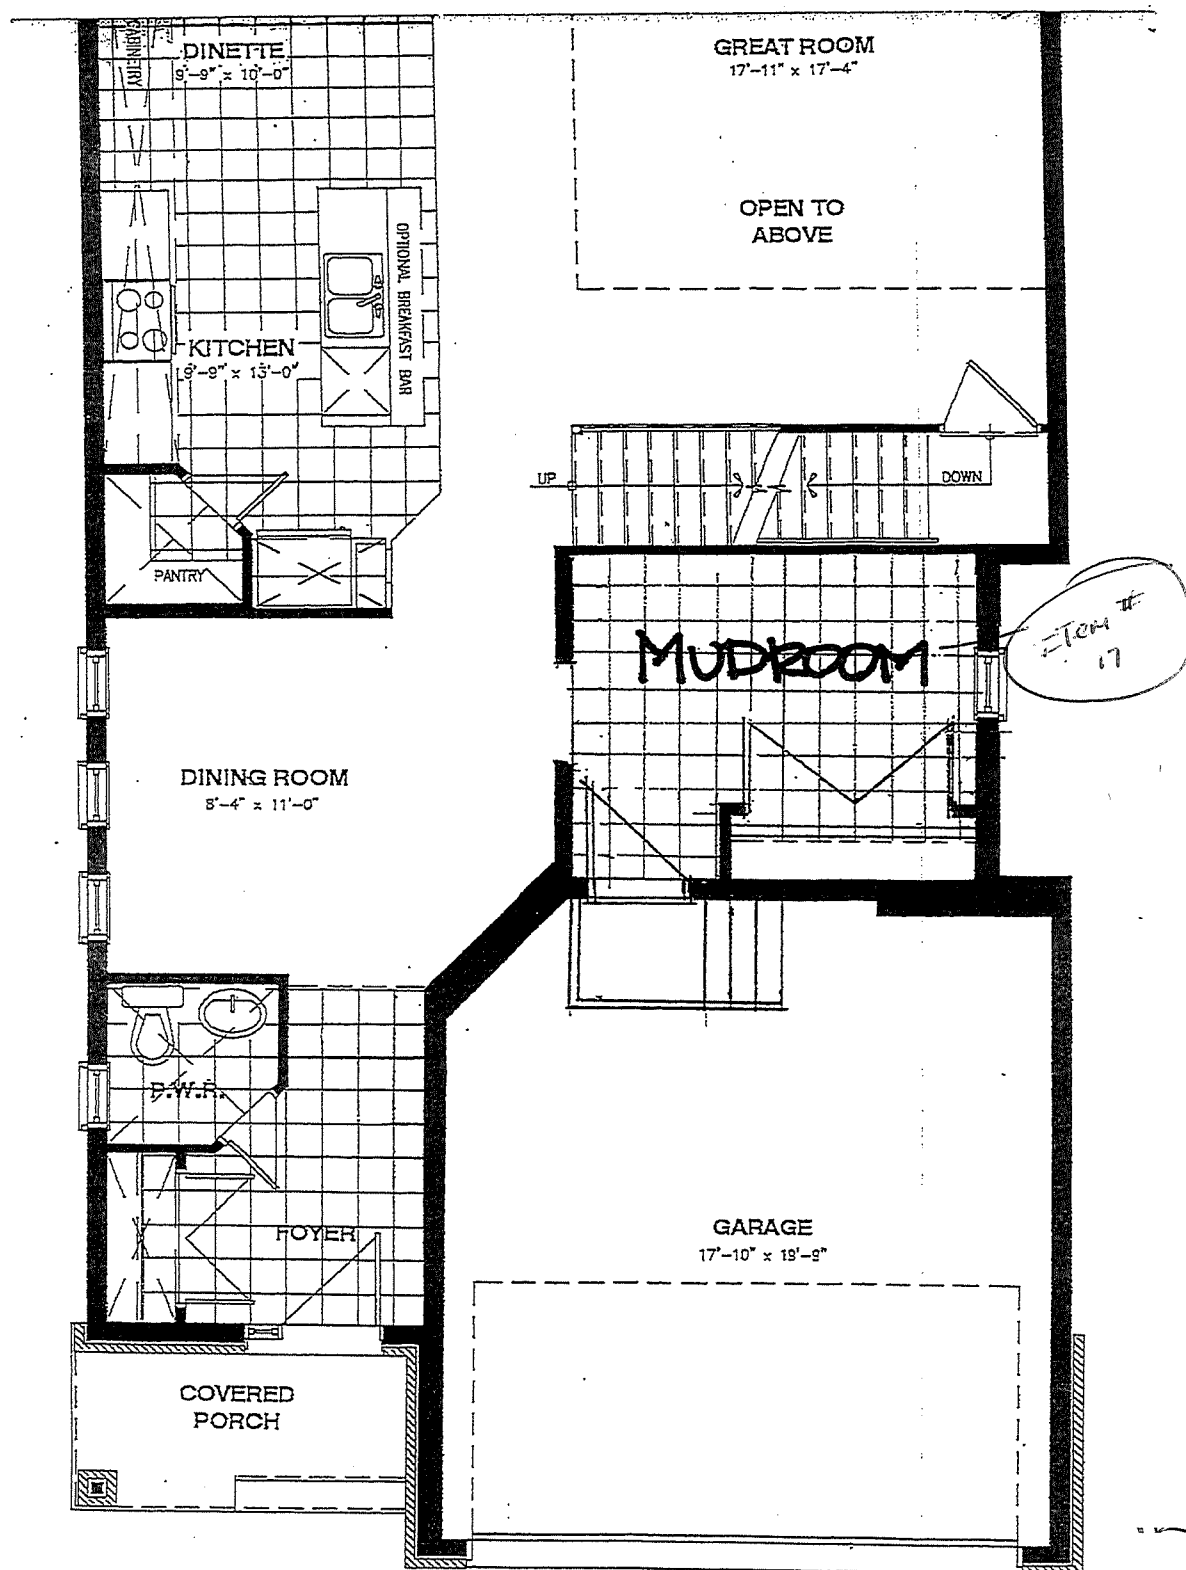 CABINETRY
DINETTE
9'-9" x 10'-0"
GREAT ROOM
17'-11" x 17'-4"
OPEN TO
ABOVE
OPTIONAL BREAKFAST BAR
KITCHEN
9'-9" x 13'-0"
UP
DOWN
PANTRY
MUDROOM
ITEM #
17
DINING ROOM
8'-4" x 11'-0"
P.W.R.
FOYER
GARAGE
17'-10" x 19'-9"
COVERED
PORCH